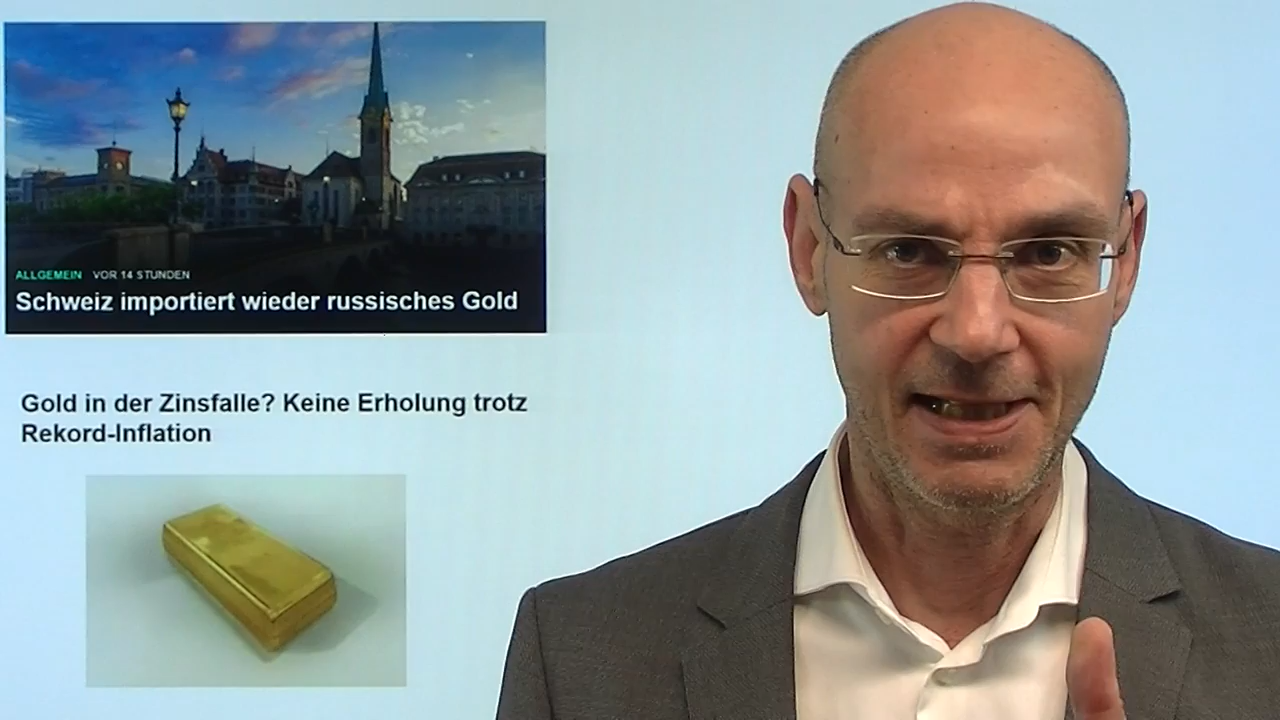 ALLGEMEIN VOR 14 STUNDEN
Schweiz importiert wieder russisches Gold
Gold in der Zinsfalle? Keine Erholung trotz
Rekord-Inflation